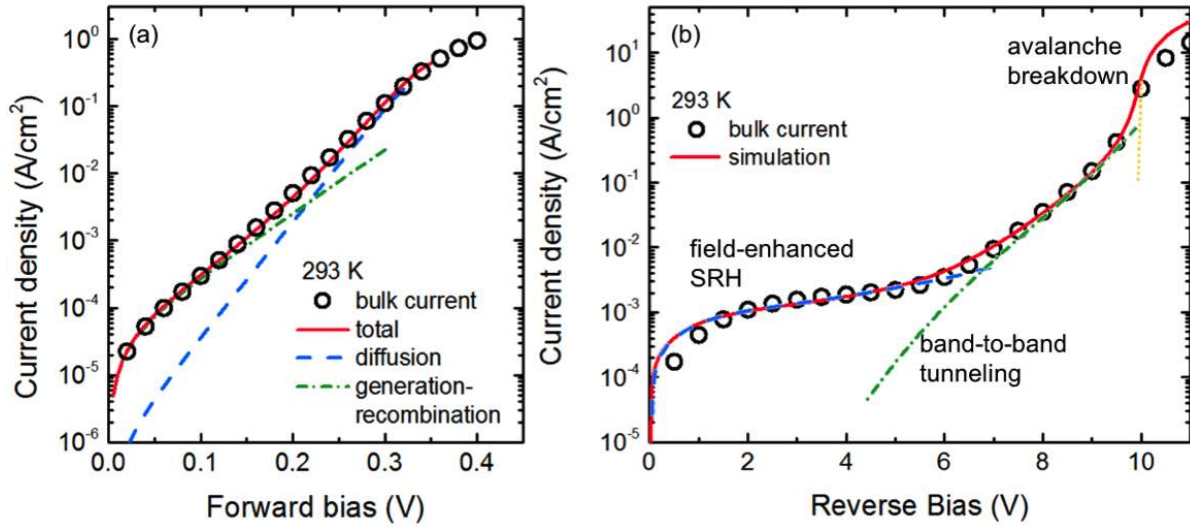 (a)
10^0
10^-1
10^-2
10^-3
10^-4
10^-5
10^-6
Current density (A/cm^2)
293 K
bulk current
total
diffusion
generation-
recombination
0.0 0.1 0.2 0.3 0.4
Forward bias (V)
(b)
10^1
10^0
10^-1
10^-2
10^-3
10^-4
10^-5
Current density (A/cm^2)
avalanche
breakdown
293 K
bulk current
simulation
field-enhanced
SRH
band-to-band
tunneling
0 2 4 6 8 10
Reverse Bias (V)